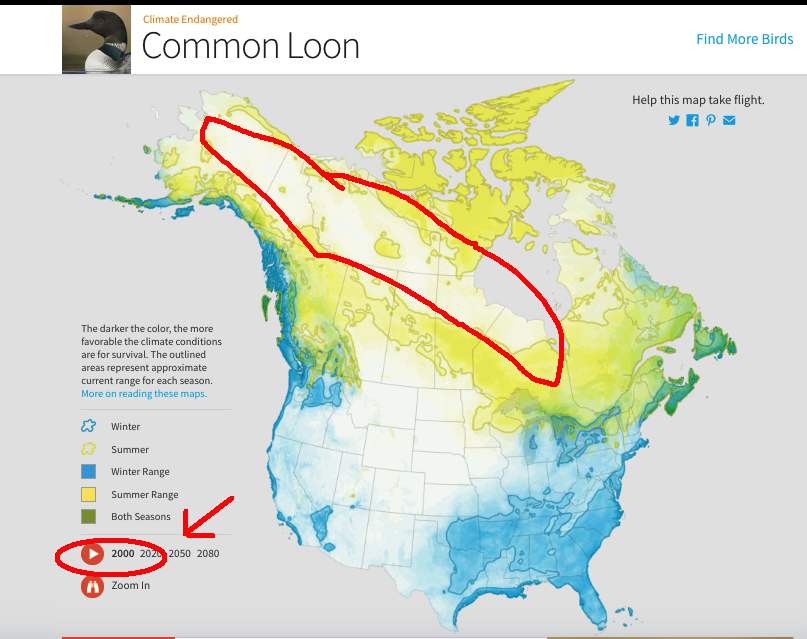 Climate Endangered
Common Loon
Find More Birds
Help this map take flight.
The darker the color, the more
favorable the climate conditions
are for survival. The outlined
areas represent approximate
current range for each season.
More on reading these maps.
Winter
Summer
Winter Range
Summer Range
Both Seasons
2000 2020 2050 2080
Zoom In